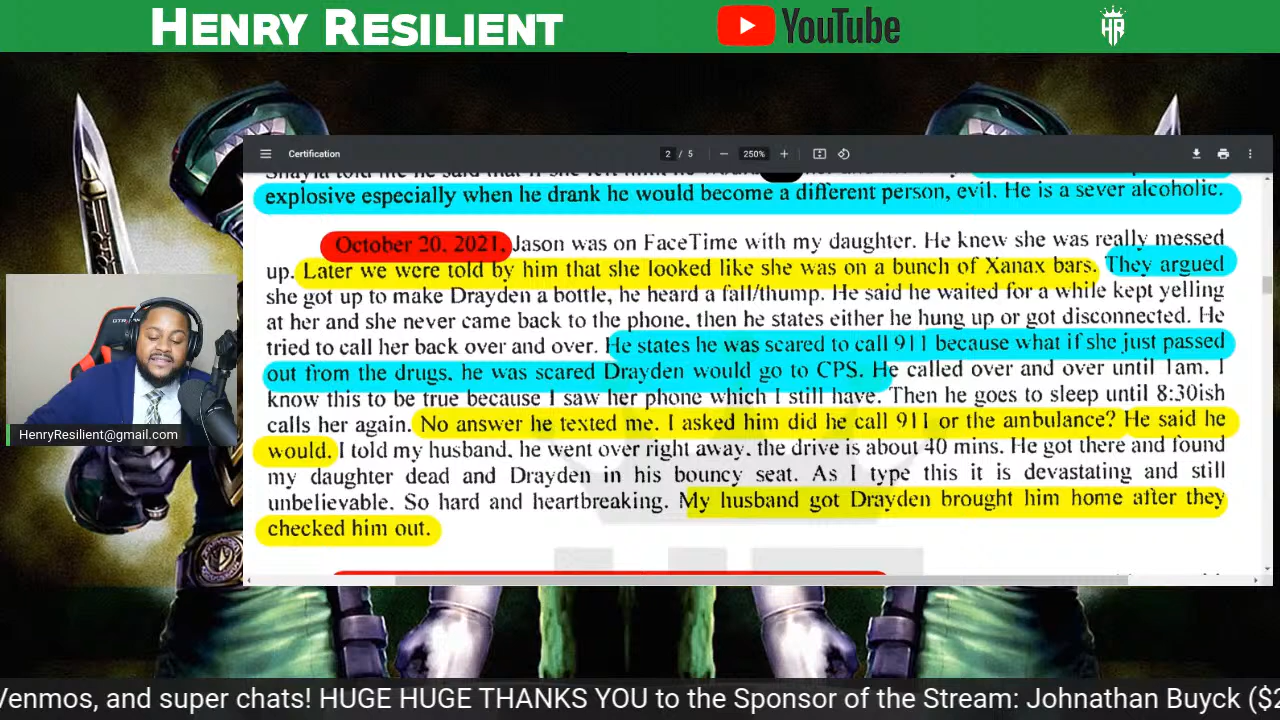 HENRY RESILIENT
YouTube
HR
Certification
2 / 5
250%
explosive especially when he drank he would become a different person, evil. He is a sever alcoholic.
October 20, 2021, Jason was on FaceTime with my daughter. He knew she was really messed
up. Later we were told by him that she looked like she was on a bunch of Xanax bars. They argued
she got up to make Drayden a bottle, he heard a fall/thump. He said he waited for a while kept yelling
at her and she never came back to the phone, then he states either he hung up or got disconnected. He
tried to call her back over and over. He states he was scared to call 911 because what if she just passed
out from the drugs, he was scared Drayden would go to CPS. He called over and over until 1am. I
know this to be true because I saw her phone which I still have. Then he goes to sleep until 8:30ish
calls her again. No answer he texted me. I asked him did he call 911 or the ambulance? He said he
would. I told my husband, he went over right away, the drive is about 40 mins. He got there and found
my daughter dead and Drayden in his bouncy seat. As I type this it is devastating and still
unbelievable. So hard and heartbreaking. My husband got Drayden brought him home after they
checked him out.
HenryResilient@gmail.com
Venmos, and super chats! HUGE HUGE THANKS YOU to the Sponsor of the Stream: Johnathan Buyck ($2